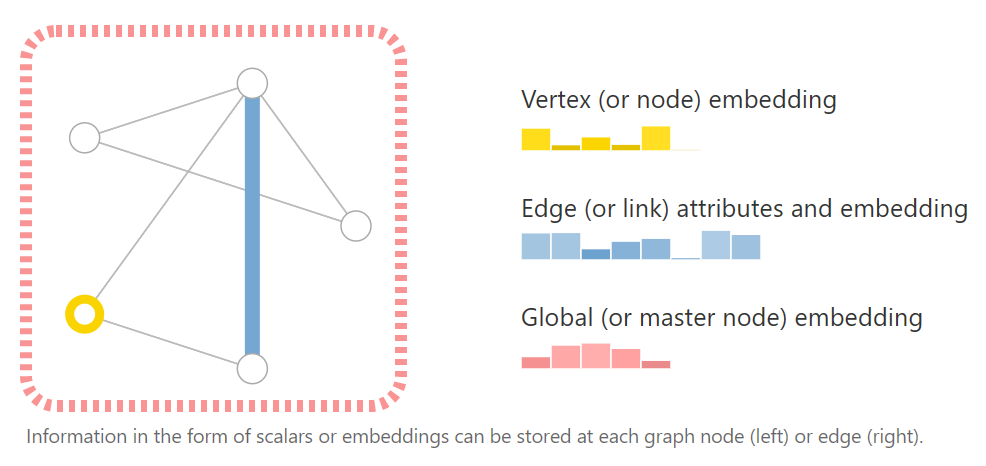 Vertex (or node) embedding
Edge (or link) attributes and embedding
Global (or master node) embedding
Information in the form of scalars or embeddings can be stored at each graph node (left) or edge (right).